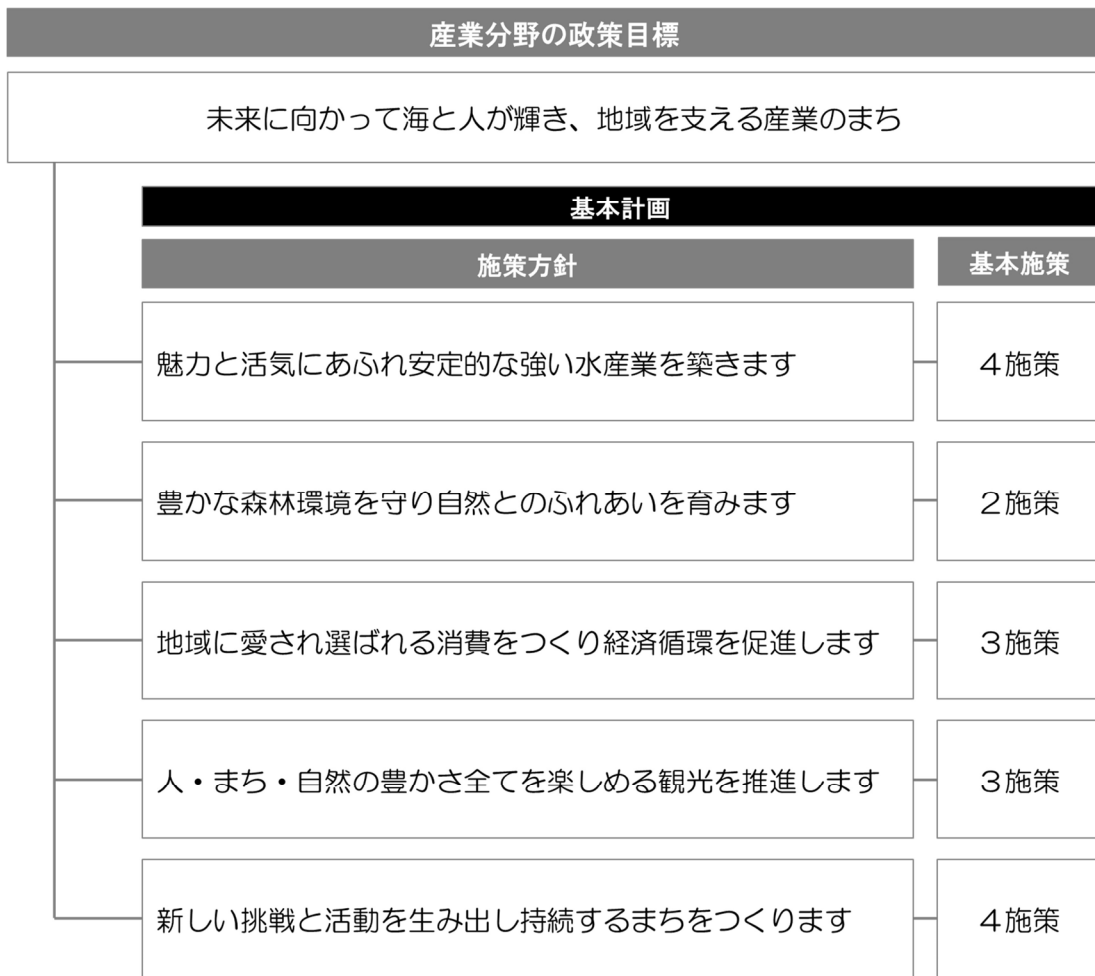 産業分野の政策目標
未来に向かって海と人が輝き、地域を支える産業のまち
基本計画
施策方針
基本施策
魅力と活気にあふれ安定的な強い水産業を築きます
４施策
豊かな森林環境を守り自然とのふれあいを育みます
２施策
地域に愛され選ばれる消費をつくり経済循環を促進します
３施策
人・まち・自然の豊かさ全てを楽しめる観光を推進します
３施策
新しい挑戦と活動を生み出し持続するまちをつくります
４施策